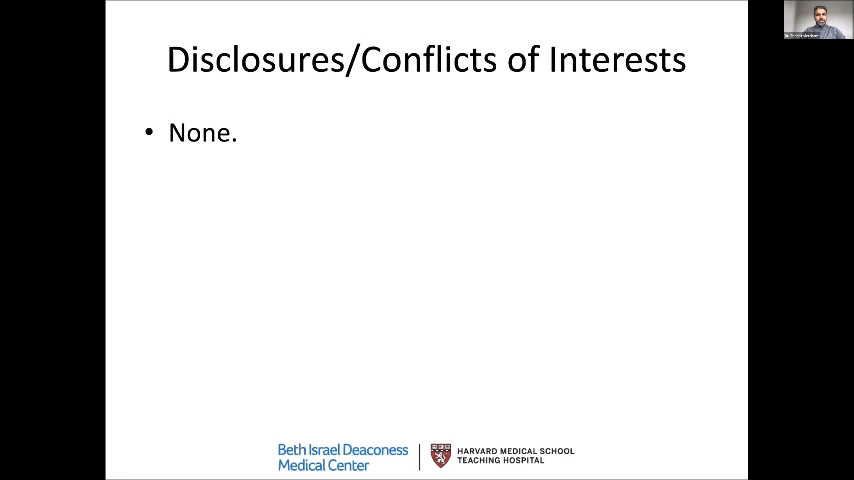 Disclosures/Conflicts of Interests
• None.
Beth Israel Deaconess
Medical Center
HARVARD MEDICAL SCHOOL
TEACHING HOSPITAL